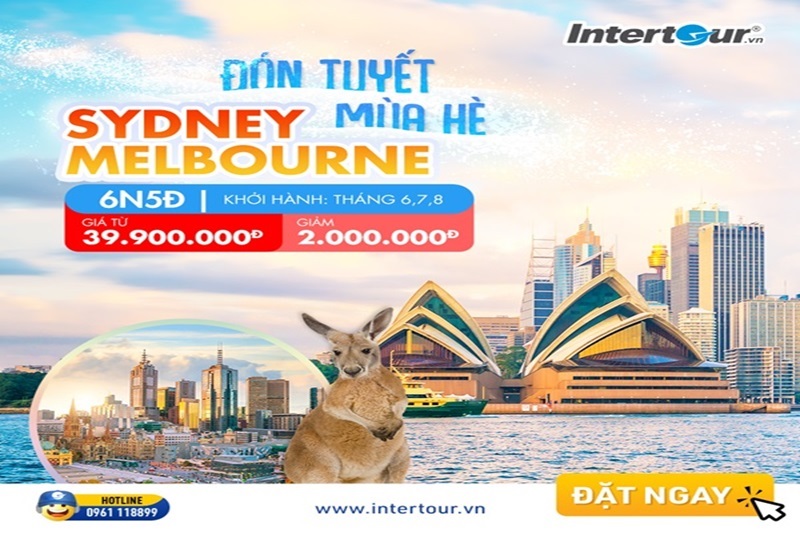 Intertour®.vn
ĐÓN TUYẾT
MÙA HÈ
SYDNEY
MELBOURNE
6N5Đ | KHỞI HÀNH: THÁNG 6,7,8
GIÁ TỪ
39.900.000Đ
GIẢM
2.000.000Đ
HOTLINE
0961 118899
www.intertour.vn
ĐẶT NGAY